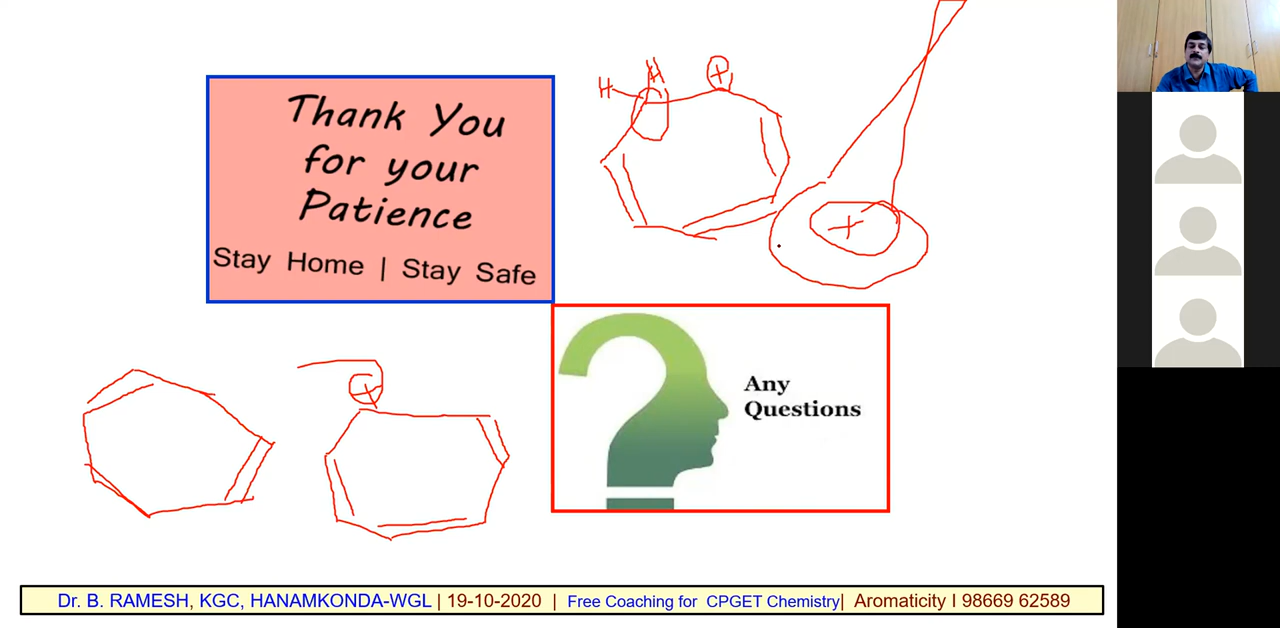 Thank You
for your
Patience
Stay Home | Stay Safe
H H +
+
+
Any
Questions
Dr. B. RAMESH, KGC, HANAMKONDA-WGL | 19-10-2020 | Free Coaching for CPGET Chemistry| Aromaticity I 98669 62589